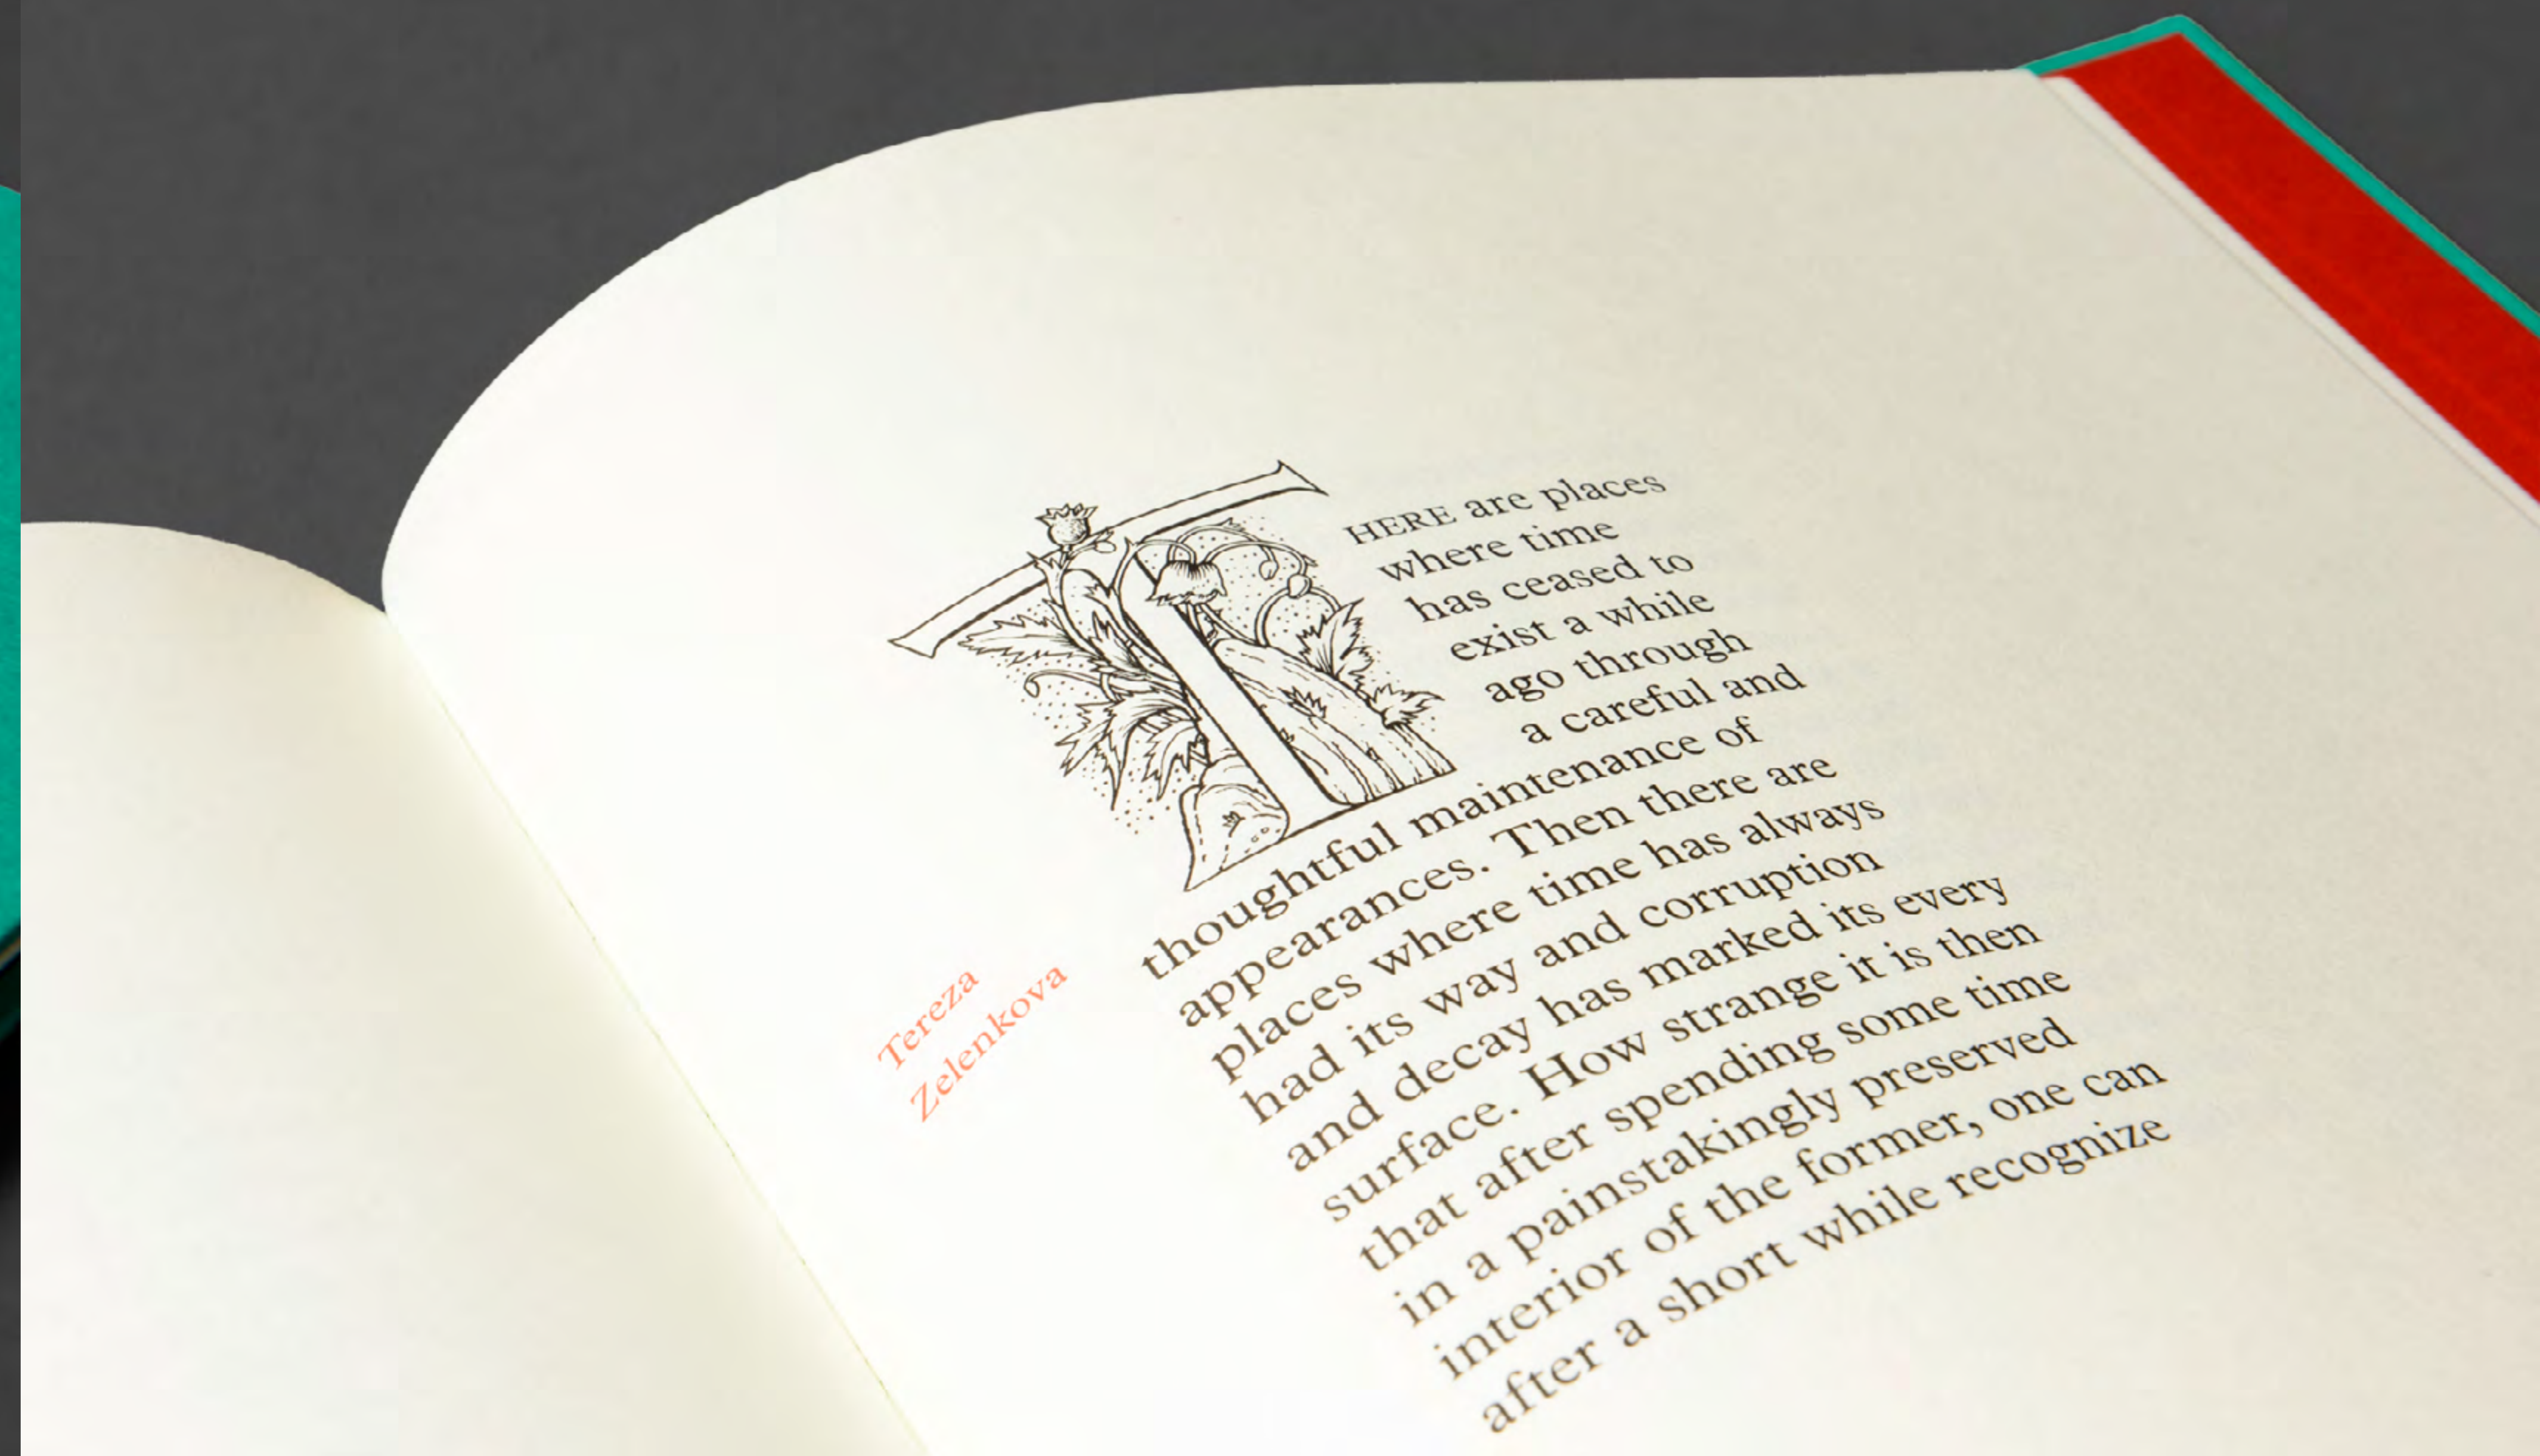 THERE are places
where time
has ceased to
exist a while
ago through
a careful and
thoughtful maintenance of
appearances. Then there are
places where time has always
had its way and corruption
and decay has marked its every
surface. How strange it is then
that after spending some time
in a painstakingly preserved
interior of the former, one can
after a short while recognize
Tereza
Zelenkova